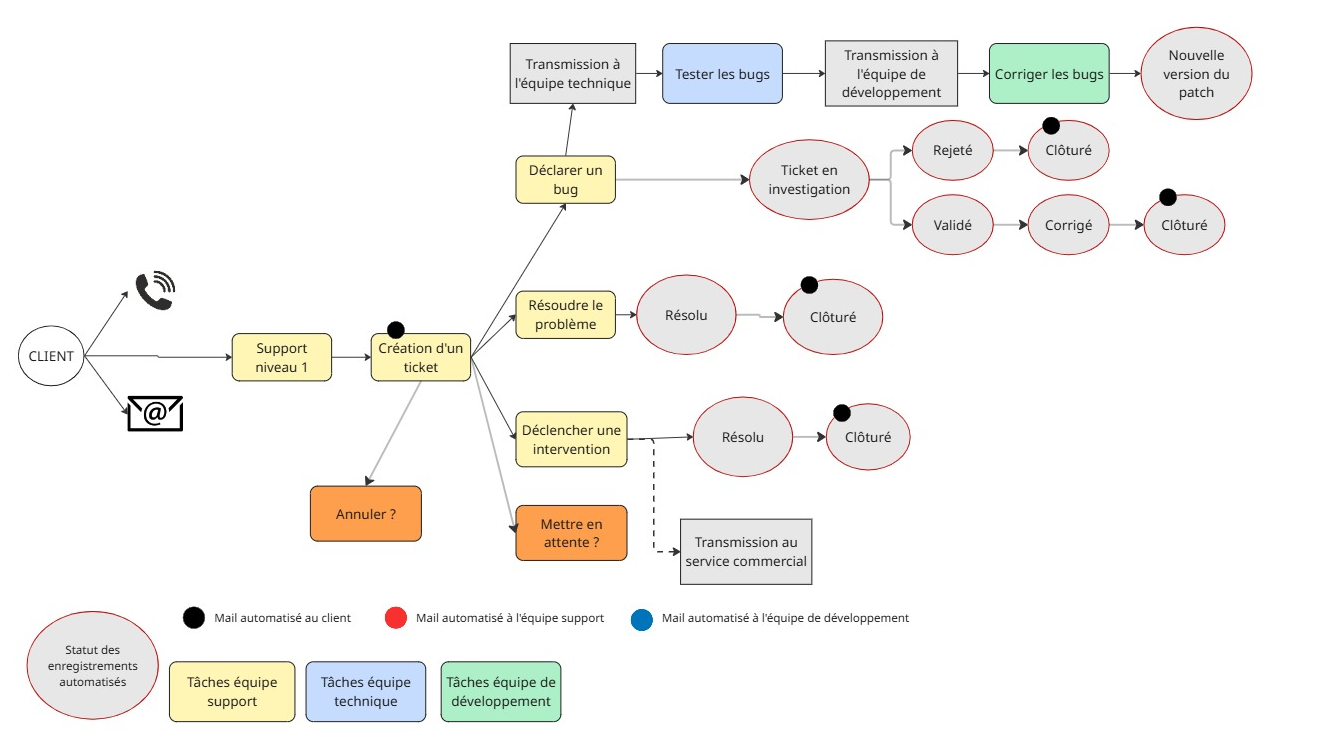 Transmission à
l'équipe technique
Tester les bugs
Transmission à
l'équipe de
développement
Corriger les bugs
Nouvelle
version du
patch
Déclarer un
bug
Ticket en
investigation
Rejeté
Clôturé
Validé
Corrigé
Clôturé
CLIENT
@
Support
niveau 1
Création d'un
ticket
Résoudre le
problème
Résolu
Clôturé
Déclencher une
intervention
Résolu
Clôturé
Annuler ?
Mettre en
attente ?
Transmission au
service commercial
Mail automatisé au client
Mail automatisé à l'équipe support
Mail automatisé à l'équipe de développement
Statut des
enregistrements
automatisés
Tâches équipe
support
Tâches équipe
technique
Tâches équipe de
développement